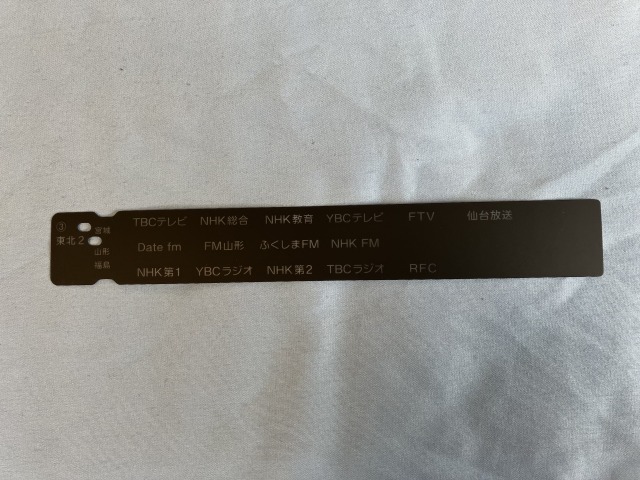 ③ 宮城
東北2
山形
福島
TBCテレビ NHK総合 NHK教育 YBCテレビ FTV 仙台放送
Date fm FM山形 ふくしまFM NHK FM
NHK第1 YBCラジオ NHK第2 TBCラジオ RFC